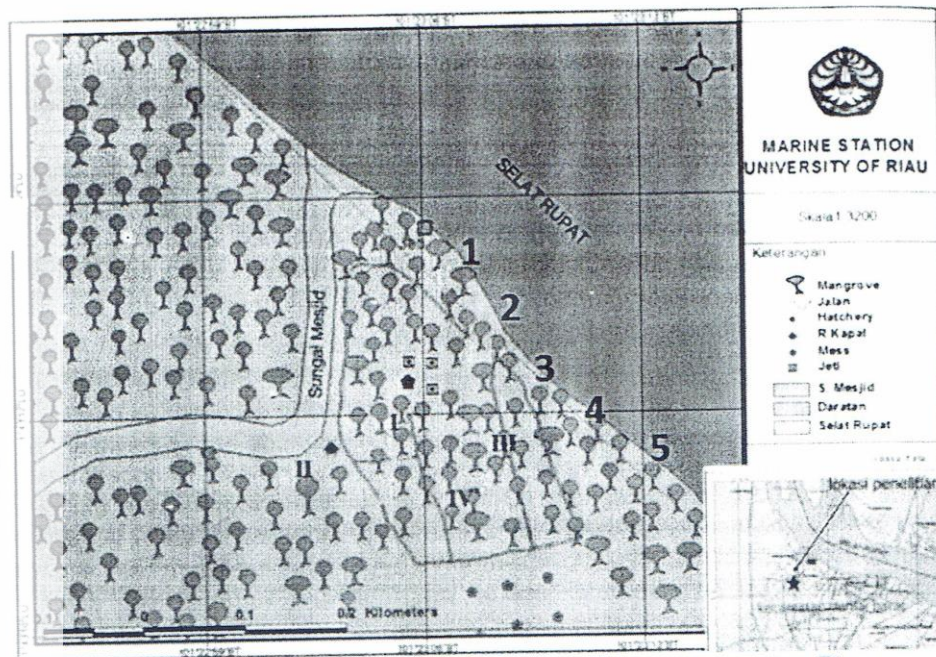 SELAT RUPAT
Sungai Mesjid
1
2
3
4
5
I
II
III
IV
0
0.1
0/2 Kilometers
MARINE STATION
UNIVERSITY OF RIAU
Skala 1:3200
Keterangan
Mangrove
Jalan
Hatchery
R Kapal
Mess
Jeti
S. Mesjid
Daratan
Selat Rupat
lokasi penelitian